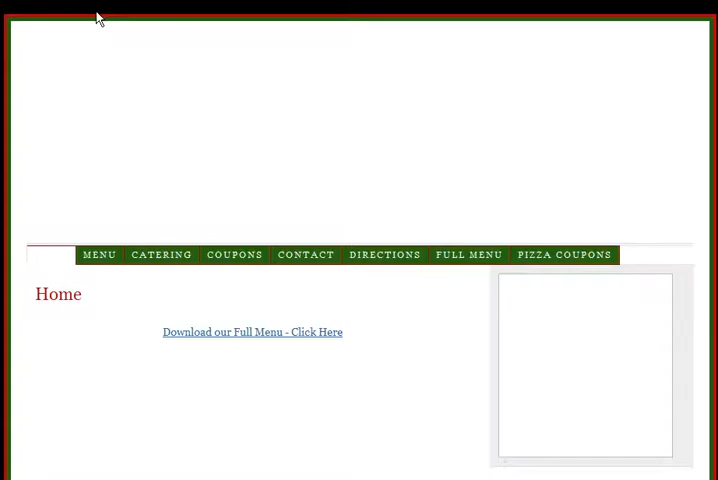 MENU CATERING COUPONS CONTACT DIRECTIONS FULL MENU PIZZA COUPONS
Home
Download our Full Menu - Click Here